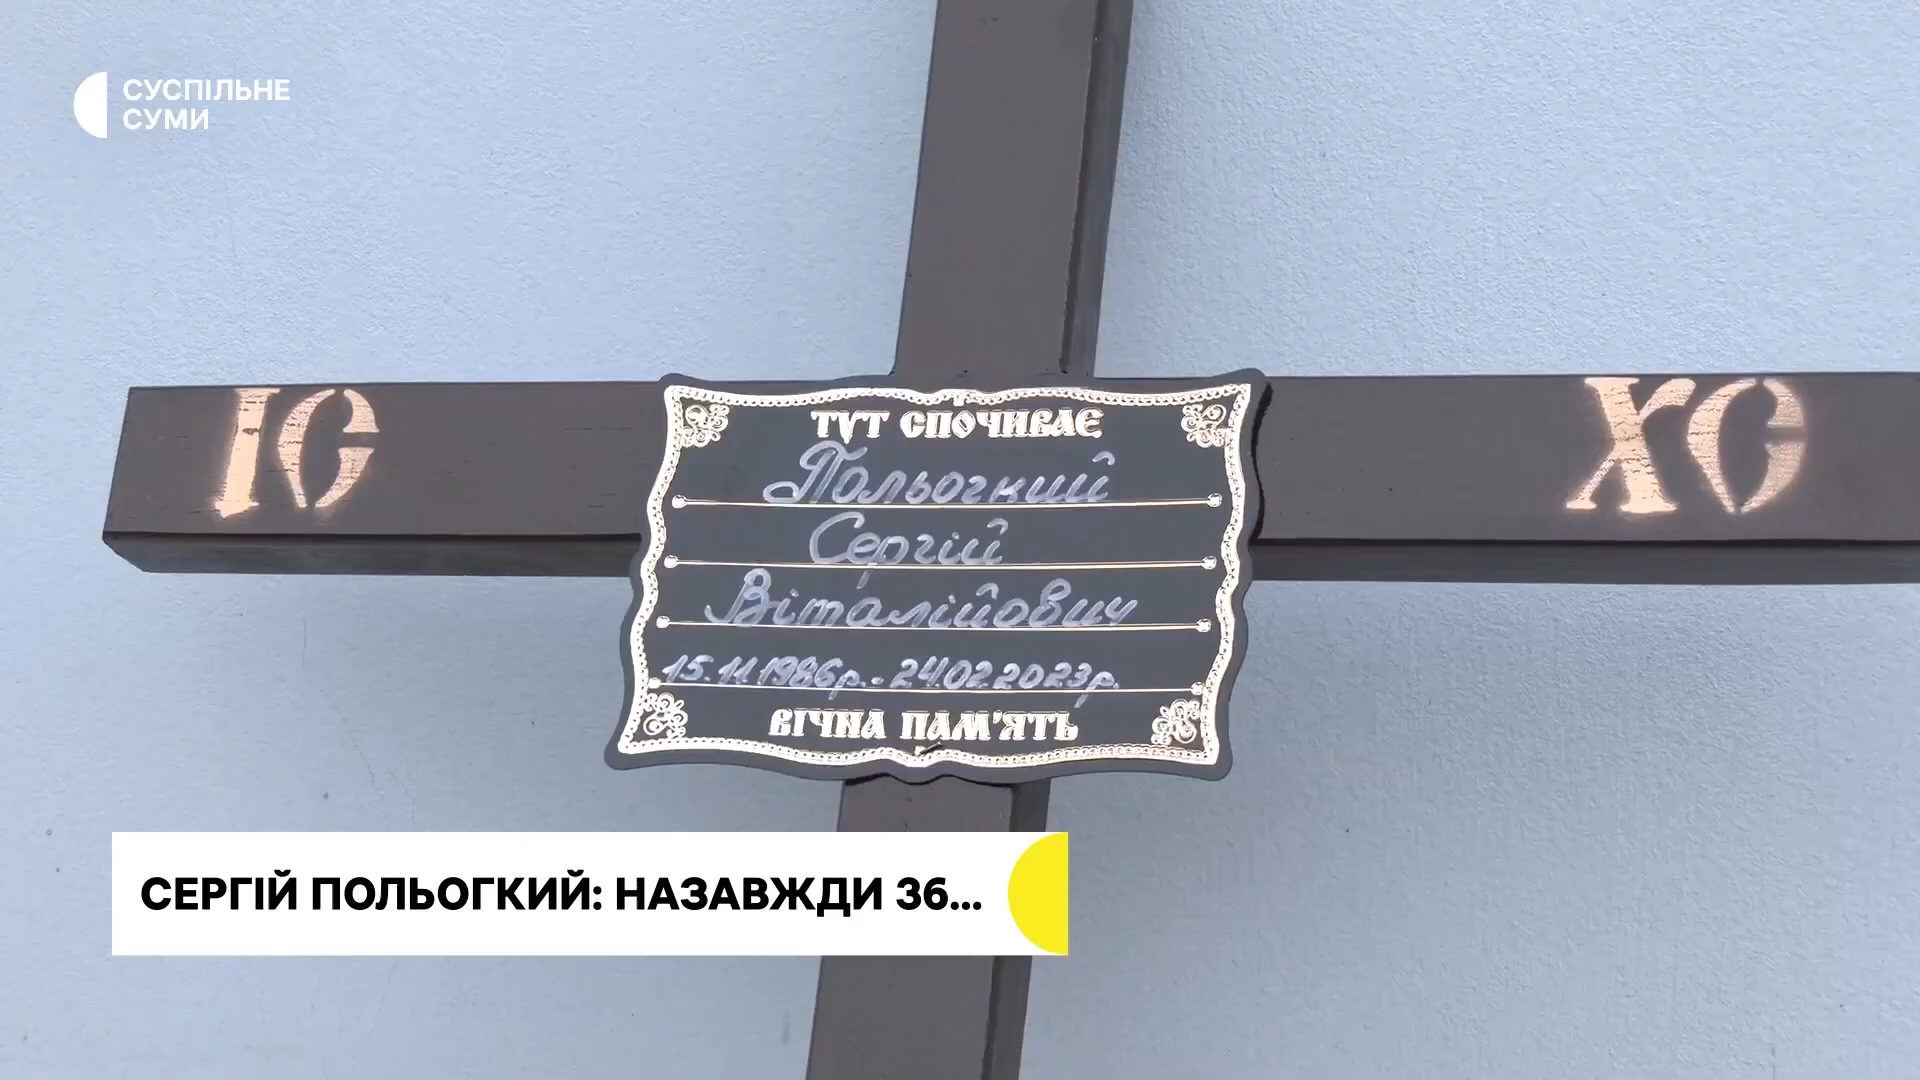 СУСПІЛЬНЕ
СУМИ
ІС
ХС
ТУТ СПОЧИВАЄ
Польогкий
Сергій
Віталійович
15.11.1986р.-24.02.2023р.
ВІЧНА ПАМ'ЯТЬ
СЕРГІЙ ПОЛЬОГКИЙ: НАЗАВЖДИ 36...